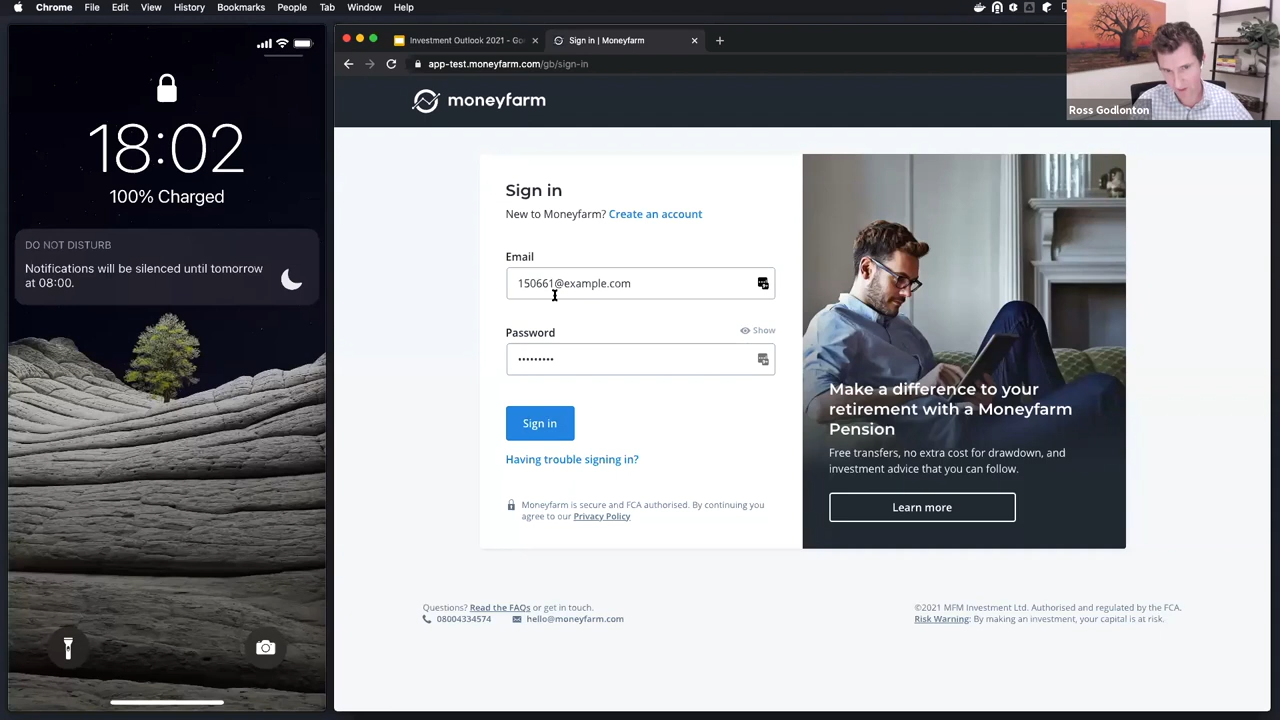 Chrome File Edit View History Bookmarks People Tab Window Help
18:02
100% Charged
DO NOT DISTURB
Notifications will be silenced until tomorrow
at 08:00.
Investment Outlook 2021 - Go
Sign in | Moneyfarm
app-test.moneyfarm.com/gb/sign-in
Ross Godlonton
moneyfarm
Sign in
New to Moneyfarm? Create an account
Email
150661@example.com
Password
Show
•••••••••
Sign in
Having trouble signing in?
Moneyfarm is secure and FCA authorised. By continuing you
agree to our Privacy Policy
Make a difference to your
retirement with a Moneyfarm
Pension
Free transfers, no extra cost for drawdown, and
investment advice that you can follow.
Learn more
Questions? Read the FAQs or get in touch.
08004334574 hello@moneyfarm.com
©2021 MFM Investment Ltd. Authorised and regulated by the FCA.
Risk Warning: By making an investment, your capital is at risk.